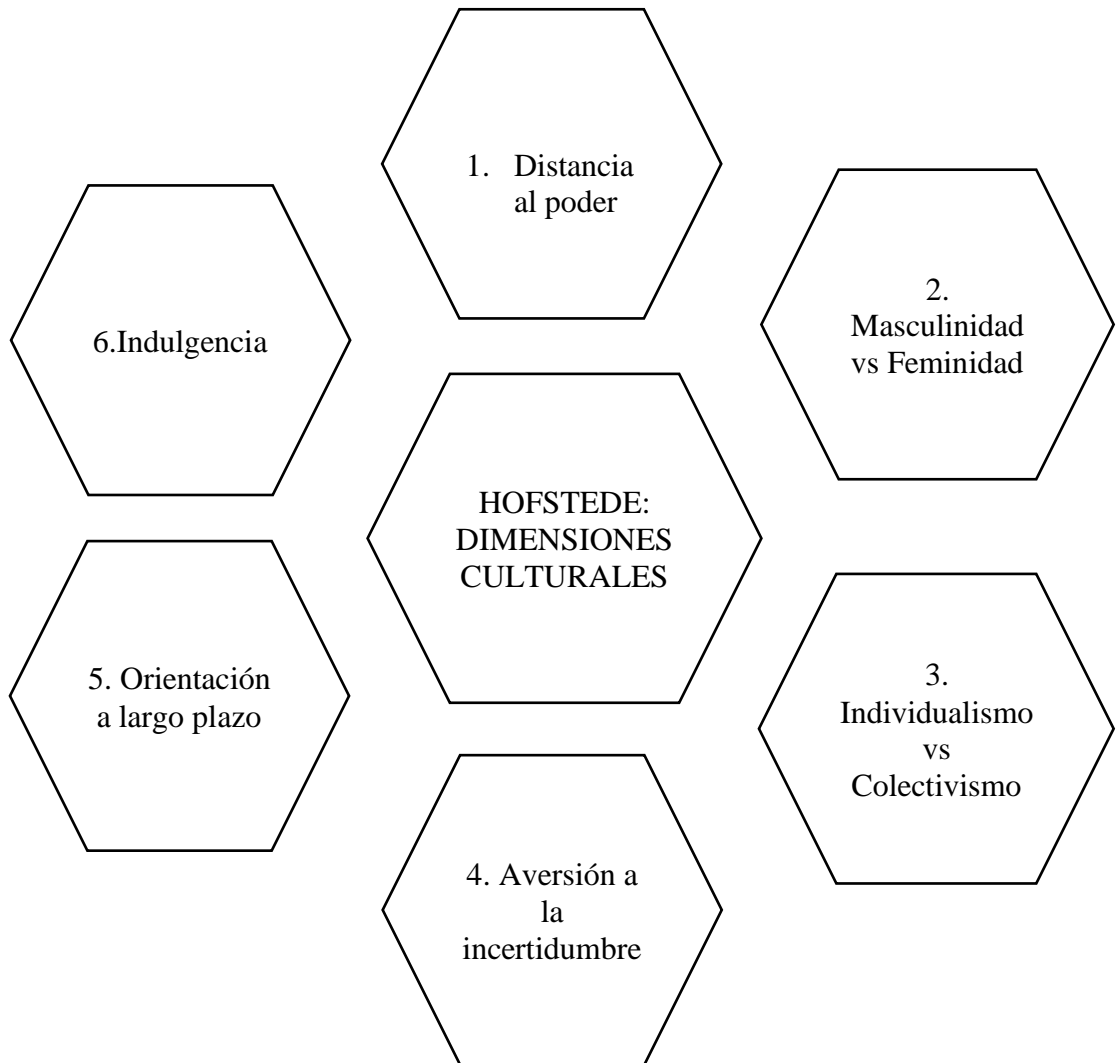 1. Distancia
al poder
2.
Masculinidad
vs Feminidad
6.Indulgencia
HOFSTEDE:
DIMENSIONES
CULTURALES
3.
Individualismo
vs
Colectivismo
5. Orientación
a largo plazo
4. Aversión a
la
incertidumbre